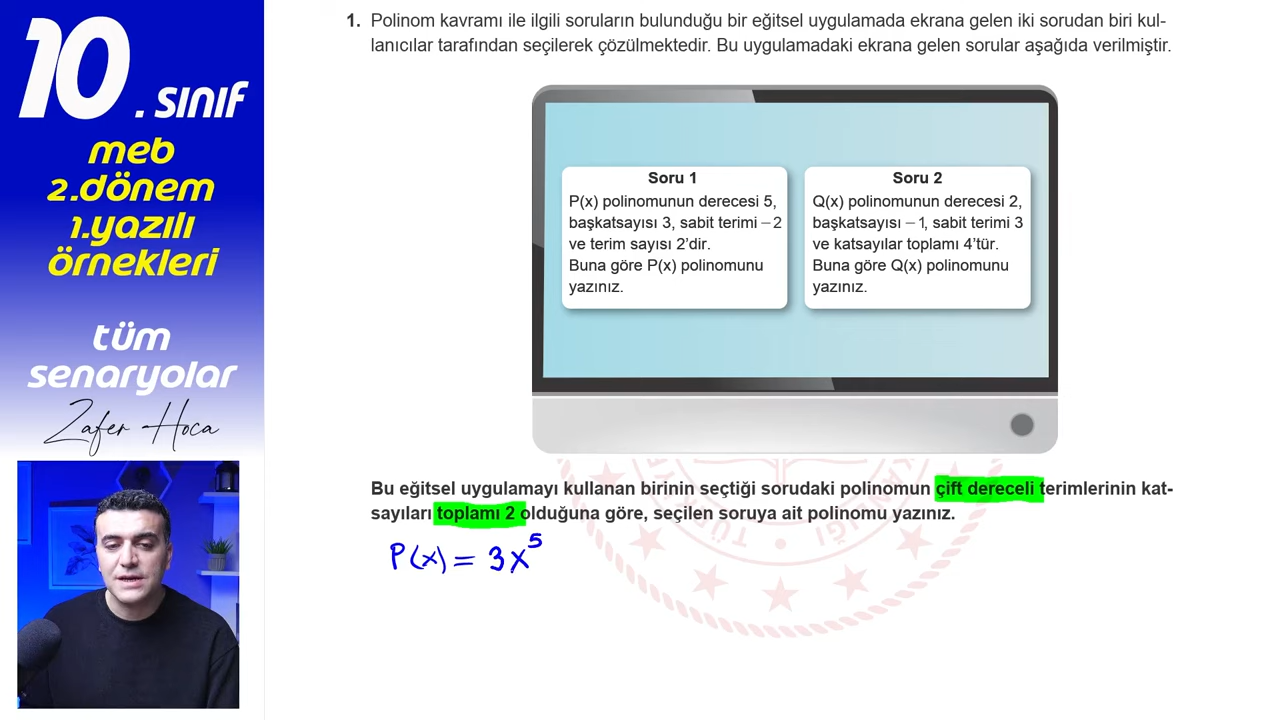 10. SINIF
meb
2.dönem
1.yazılı
örnekleri
tüm
senaryolar
Zafer Hoca
1. Polinom kavramı ile ilgili soruların bulunduğu bir eğitsel uygulamada ekrana gelen iki sorudan biri kul-
lanıcılar tarafından seçilerek çözülmektedir. Bu uygulamadaki ekrana gelen sorular aşağıda verilmiştir.
Soru 1
P(x) polinomunun derecesi 5,
başkatsayısı 3, sabit terimi −2
ve terim sayısı 2’dir.
Buna göre P(x) polinomunu
yazınız.
Soru 2
Q(x) polinomunun derecesi 2,
başkatsayısı −1, sabit terimi 3
ve katsayılar toplamı 4’tür.
Buna göre Q(x) polinomunu
yazınız.
Bu eğitsel uygulamayı kullanan birinin seçtiği sorudaki polinomun çift dereceli terimlerinin kat-
sayıları toplamı 2 olduğuna göre, seçilen soruya ait polinomu yazınız.
P(x) = 3x⁵